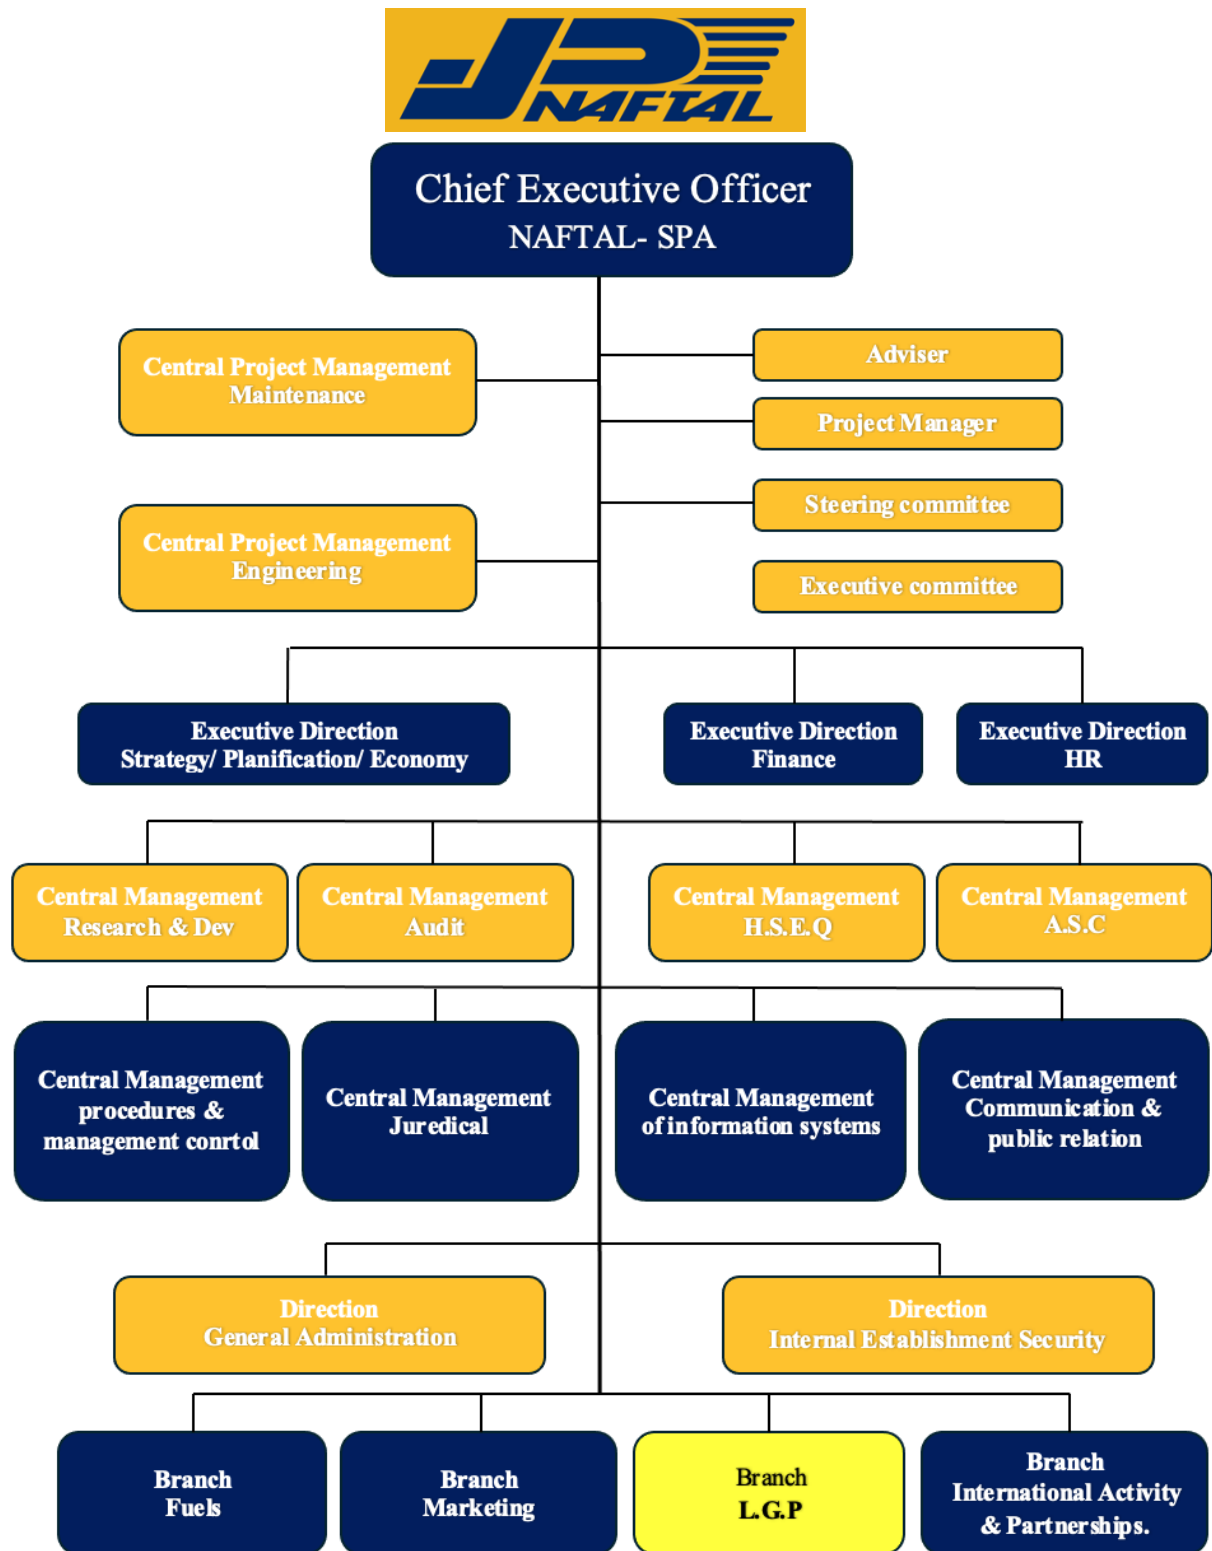 NAFTAL
Chief Executive Officer
NAFTAL- SPA
Central Project Management
Maintenance
Adviser
Project Manager
Steering committee
Central Project Management
Engineering
Executive committee
Executive Direction
Strategy/ Planification/ Economy
Executive Direction
Finance
Executive Direction
HR
Central Management
Research & Dev
Central Management
Audit
Central Management
H.S.E.Q
Central Management
A.S.C
Central Management
procedures &
management conrtol
Central Management
Juredical
Central Management
of information systems
Central Management
Communication &
public relation
Direction
General Administration
Direction
Internal Establishment Security
Branch
Fuels
Branch
Marketing
Branch
L.G.P
Branch
International Activity
& Partnerships.